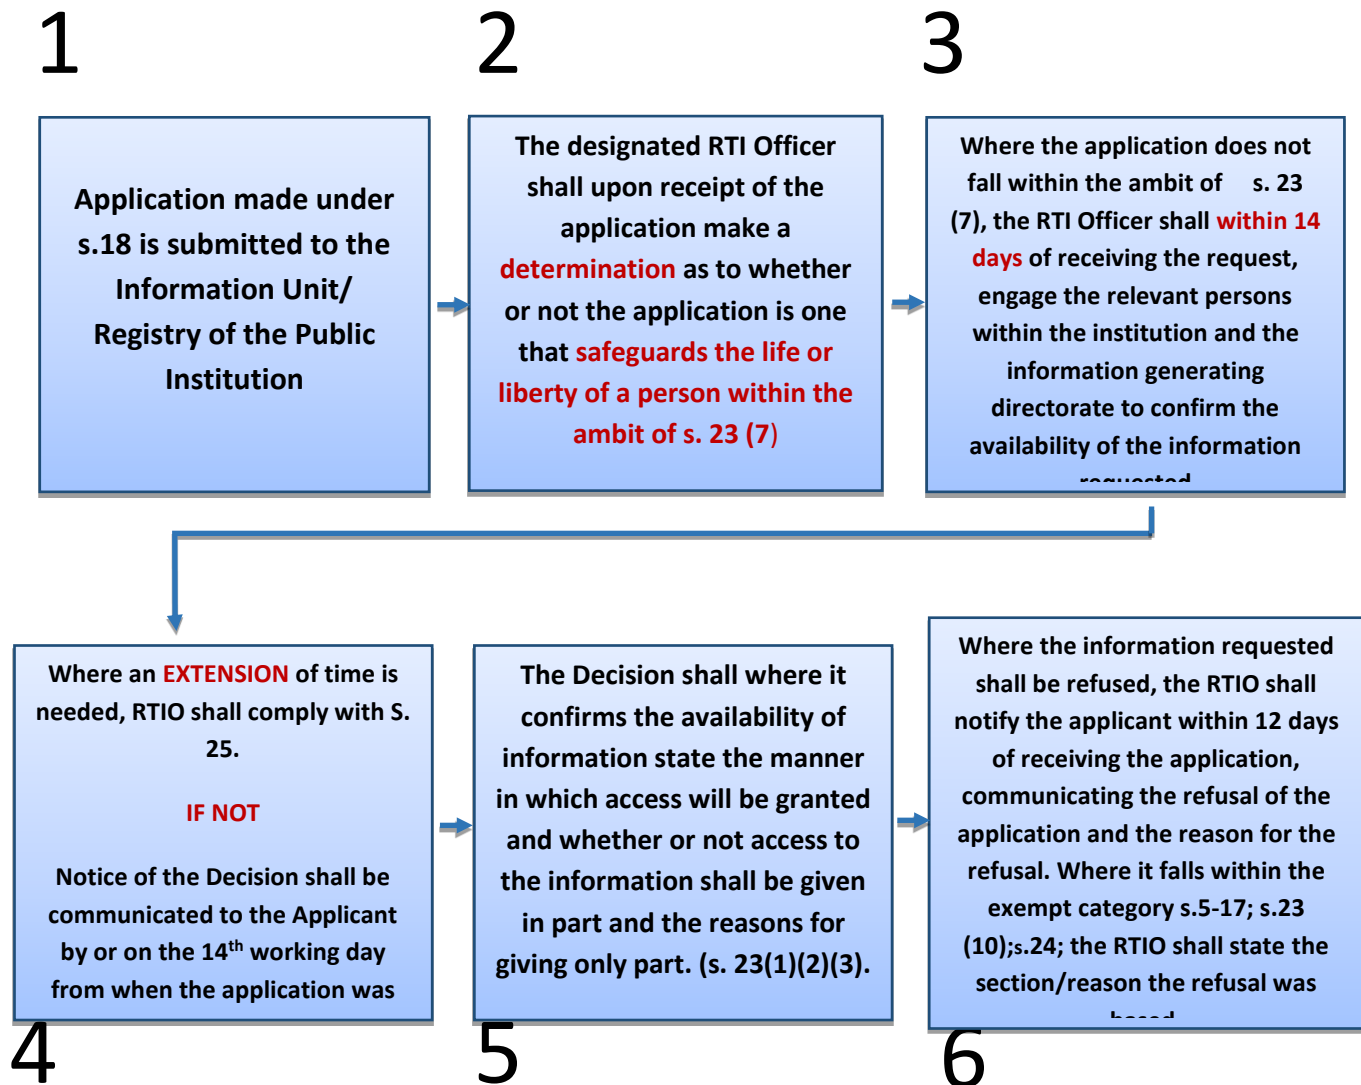 1
Application made under
s.18 is submitted to the
Information Unit/
Registry of the Public
Institution
2
The designated RTI Officer
shall upon receipt of the
application make a
determination as to whether
or not the application is one
that safeguards the life or
liberty of a person within the
ambit of s. 23 (7)
3
Where the application does not
fall within the ambit of s. 23
(7), the RTI Officer shall within 14
days of receiving the request,
engage the relevant persons
within the institution and the
information generating
directorate to confirm the
availability of the information
requested
Where an EXTENSION of time is
needed, RTIO shall comply with S.
25.
IF NOT
Notice of the Decision shall be
communicated to the Applicant
by or on the 14th working day
from when the application was
4
The Decision shall where it
confirms the availability of
information state the manner
in which access will be granted
and whether or not access to
the information shall be given
in part and the reasons for
giving only part. (s. 23(1)(2)(3).
5
Where the information requested
shall be refused, the RTIO shall
notify the applicant within 12 days
of receiving the application,
communicating the refusal of the
application and the reason for the
refusal. Where it falls within the
exempt category s.5-17; s.23
(10);s.24; the RTIO shall state the
section/reason the refusal was
based
6